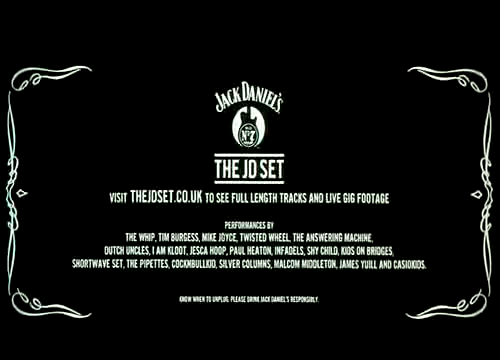 JACK DANIEL'S
OLD
Nº7
BRAND
THE JD SET
VISIT THEJDSET.CO.UK TO SEE FULL LENGTH TRACKS AND LIVE GIG FOOTAGE
PERFORMANCES BY
THE WHIP, TIM BURGESS, MIKE JOYCE, TWISTED WHEEL, THE ANSWERING MACHINE,
DUTCH UNCLES, I AM KLOOT, JESCA HOOP, PAUL HEATON, INFADELS, SHY CHILD, KIDS ON BRIDGES,
SHORTWAVE SET, THE PIPETTES, COCKNBULLKID, SILVER COLUMNS, MALCOM MIDDLETON, JAMES YUILL AND CASIOKIDS.
KNOW WHEN TO UNPLUG. PLEASE DRINK JACK DANIEL'S RESPONSIBLY.